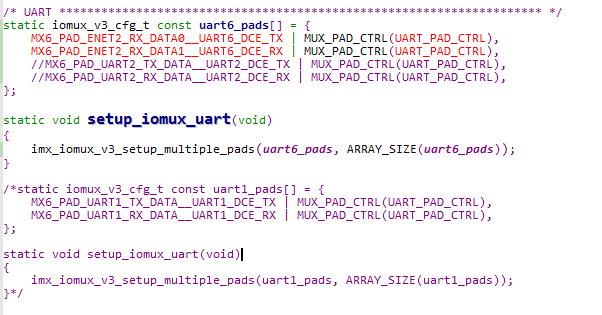 /* UART ********************************************************************* */
static iomux_v3_cfg_t const uart6_pads[] = {
    MX6_PAD_ENET2_RX_DATA0__UART6_DCE_TX | MUX_PAD_CTRL(UART_PAD_CTRL),
    MX6_PAD_ENET2_RX_DATA1__UART6_DCE_RX | MUX_PAD_CTRL(UART_PAD_CTRL),
    //MX6_PAD_UART2_TX_DATA__UART2_DCE_TX | MUX_PAD_CTRL(UART_PAD_CTRL),
    //MX6_PAD_UART2_RX_DATA__UART2_DCE_RX | MUX_PAD_CTRL(UART_PAD_CTRL),
};
static void setup_iomux_uart(void)
{
    imx_iomux_v3_setup_multiple_pads(uart6_pads, ARRAY_SIZE(uart6_pads));
}
/*static iomux_v3_cfg_t const uart1_pads[] = {
    MX6_PAD_UART1_TX_DATA__UART1_DCE_TX | MUX_PAD_CTRL(UART_PAD_CTRL),
    MX6_PAD_UART1_RX_DATA__UART1_DCE_RX | MUX_PAD_CTRL(UART_PAD_CTRL),
};
static void setup_iomux_uart(void)
{
    imx_iomux_v3_setup_multiple_pads(uart1_pads, ARRAY_SIZE(uart1_pads));
}*/